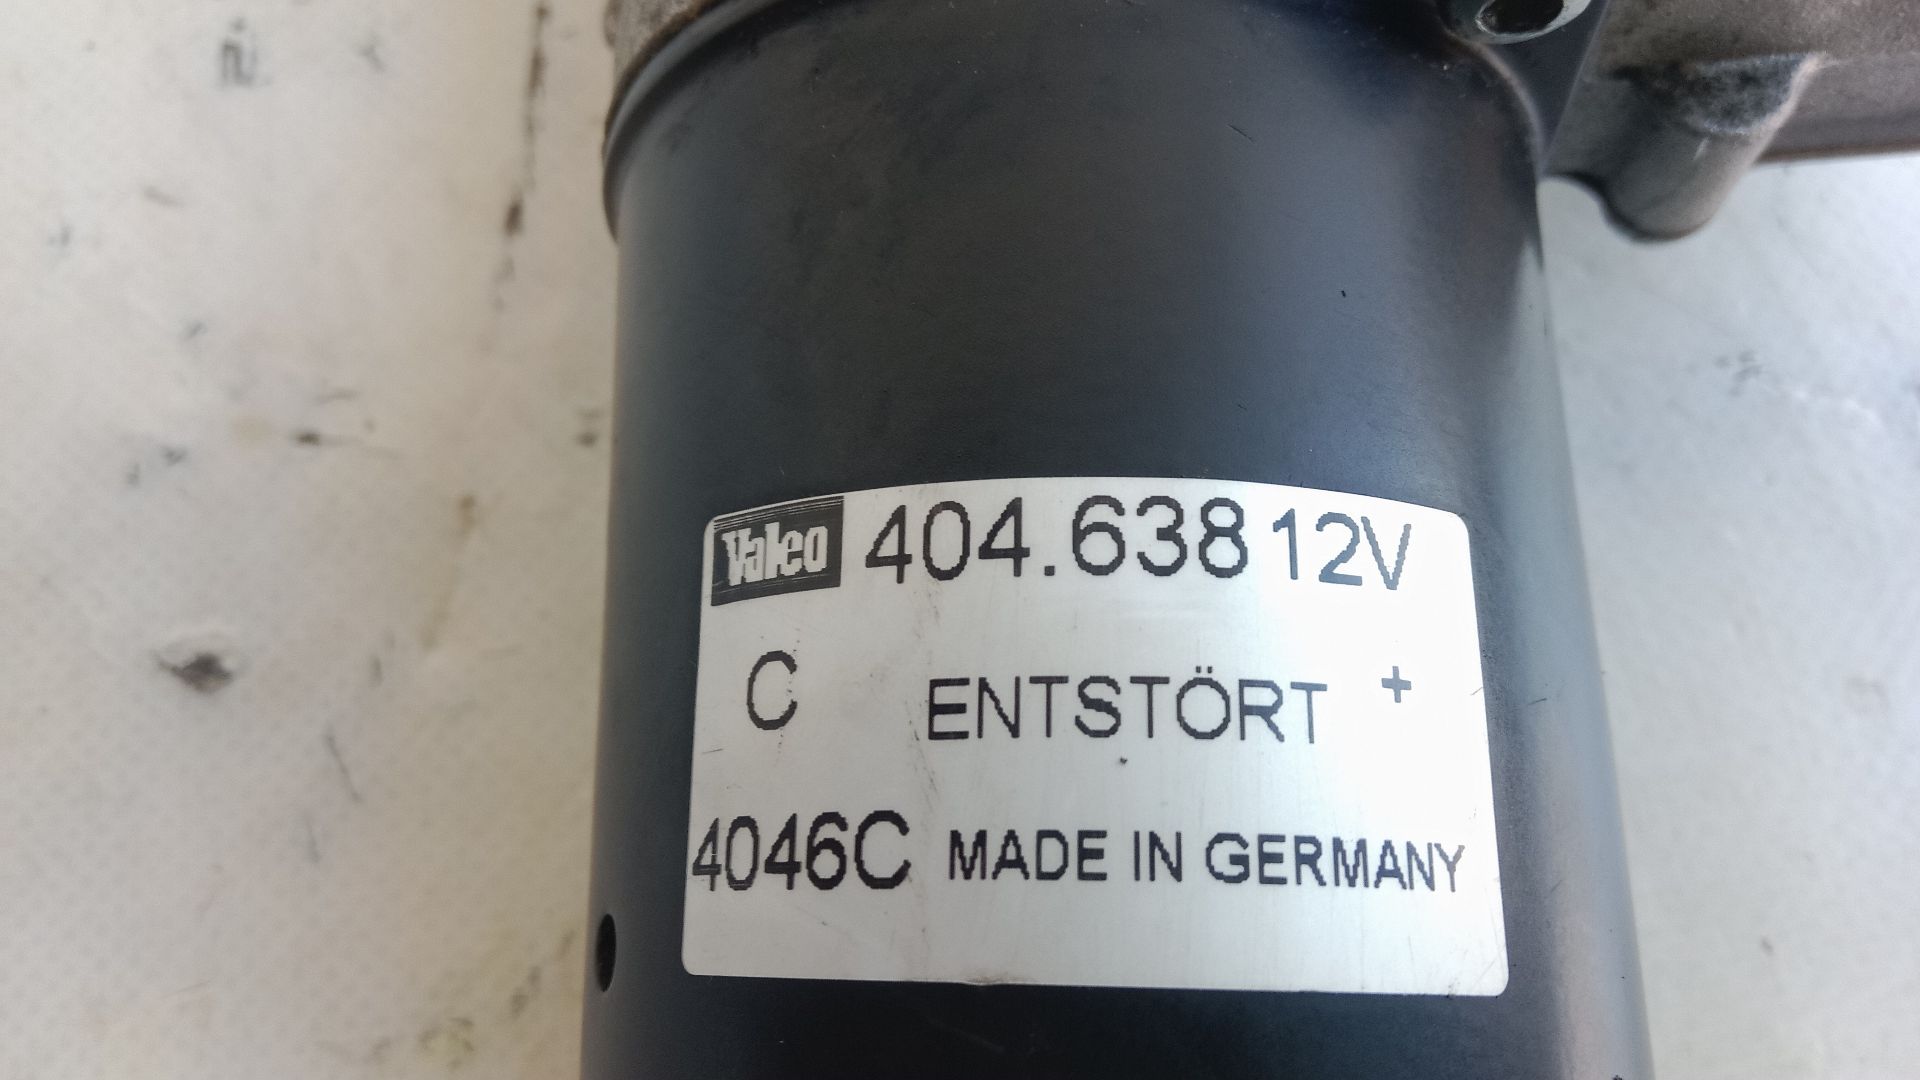 Valeo 404.638 12V
C ENTSTÖRT +
4046C MADE IN GERMANY